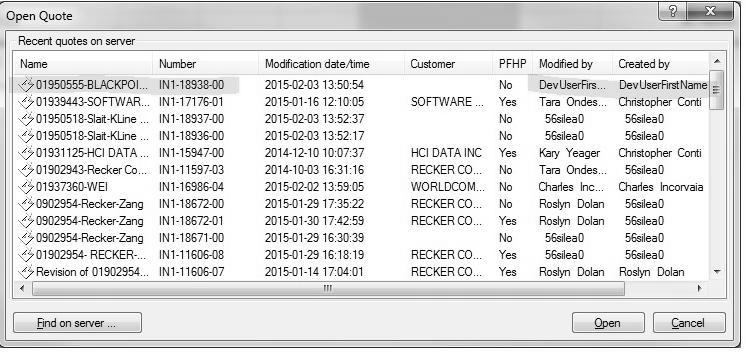 Open Quote
?
Recent quotes on server
Name Number Modification date/time Customer PFHP Modified by Created by
01950555-BLACKPOI... IN1-18938-00 2015-02-03 13:50:54 No DevUserFirs... DevUserFirstName
01939443-SOFTWAR... IN1-17176-01 2015-01-16 12:10:05 SOFTWARE ... Yes Tara Ondes... Christopher Conti
01950518-Slait-KLine ... IN1-18937-00 2015-02-03 13:52:37 No 56silea0 56silea0
01950518-Slait-KLine ... IN1-18936-00 2015-02-03 13:52:17 No 56silea0 56silea0
01931125-HCI DATA ... IN1-15947-00 2014-12-10 10:07:37 HCI DATA INC Yes Kary Yeager Christopher Conti
01902943-Recker Co... IN1-11597-03 2014-10-03 16:31:16 RECKER CO... No Tara Ondes... 56silea0
01937360-WEI IN1-16986-04 2015-02-02 13:59:05 WORLDCOM... No Charles Inc... Charles Incorvaia
0902954-Recker-Zang IN1-18672-00 2015-01-29 17:35:22 RECKER CO... No Roslyn Dolan 56silea0
0902954-Recker-Zang IN1-18672-01 2015-01-30 17:42:59 RECKER CO... Yes Roslyn Dolan 56silea0
0902954-Recker-Zang IN1-18671-00 2015-01-29 16:30:39 No 56silea0 56silea0
01902954- RECKER-... IN1-11606-08 2015-01-29 16:18:19 RECKER CO... Yes 56silea0 56silea0
Revision of 01902954... IN1-11606-07 2015-01-14 17:04:01 RECKER CO... Yes Roslyn Dolan Roslyn Dolan
Find on server ... Open Cancel